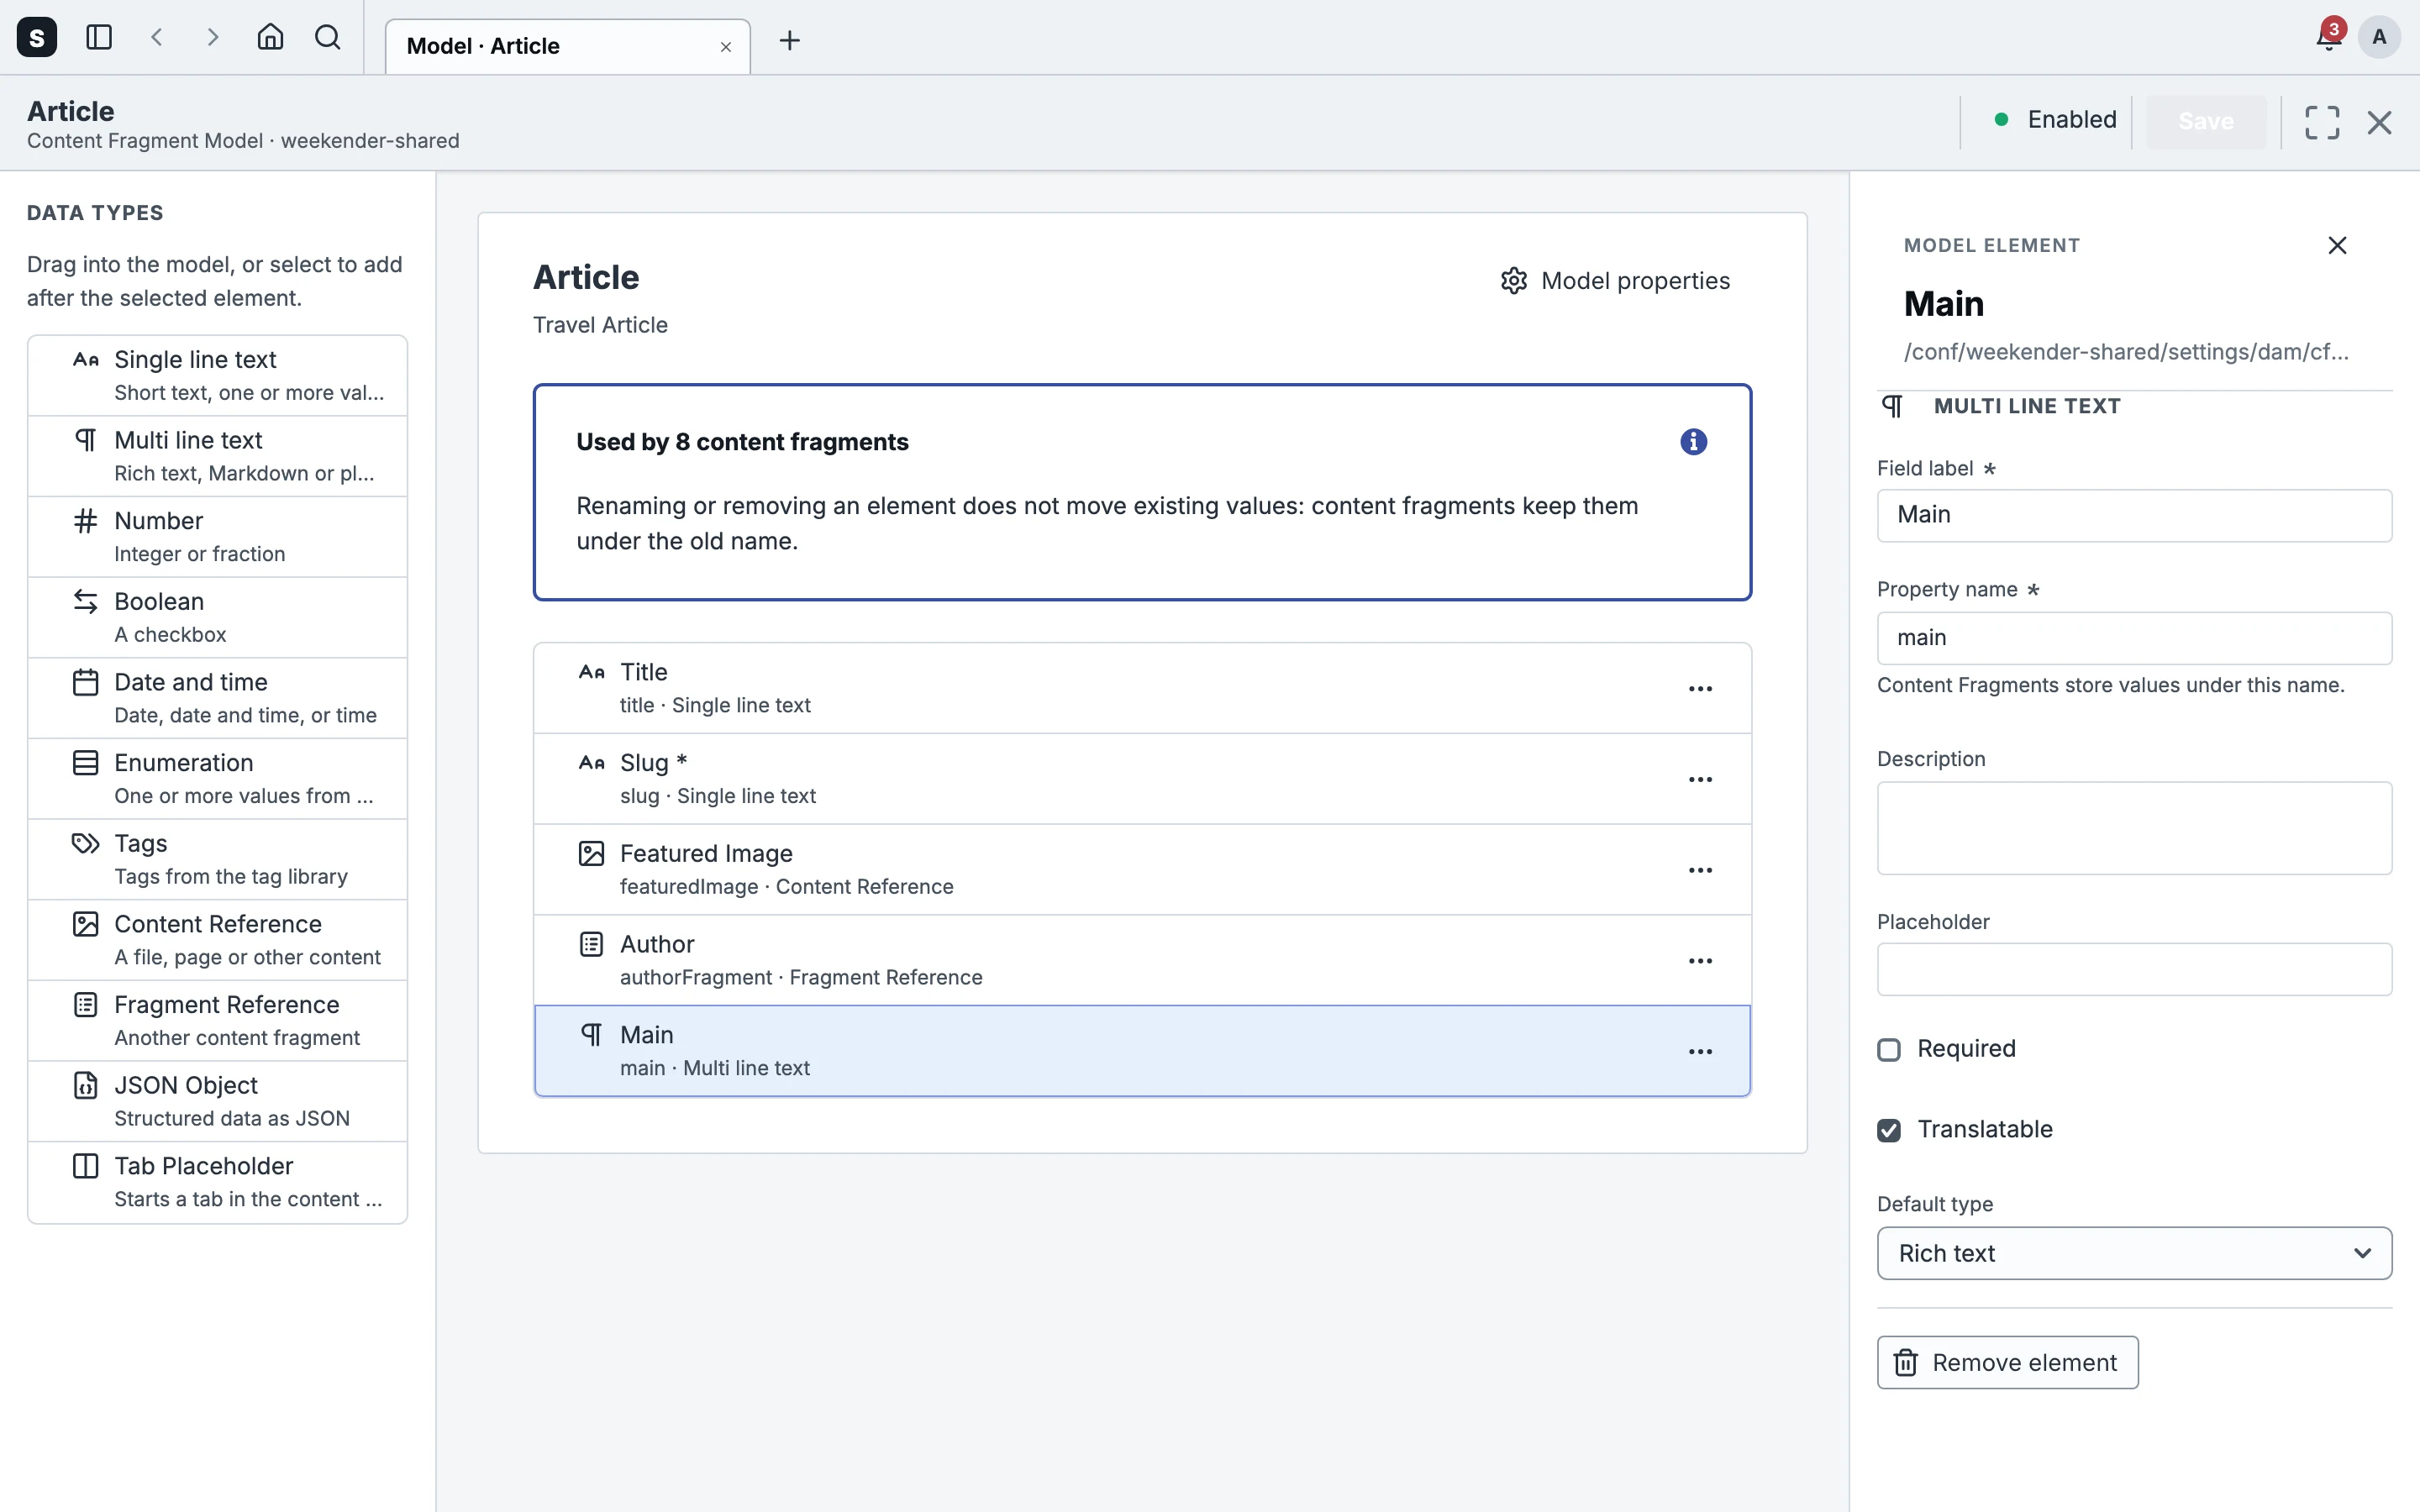 S
Model · Article
3
A
Article
Content Fragment Model · weekender-shared
Enabled
Save
DATA TYPES
Drag into the model, or select to add
after the selected element.
Single line text
Short text, one or more val...
Multi line text
Rich text, Markdown or pl...
Number
Integer or fraction
Boolean
A checkbox
Date and time
Date, date and time, or time
Enumeration
One or more values from ...
Tags
Tags from the tag library
Content Reference
A file, page or other content
Fragment Reference
Another content fragment
JSON Object
Structured data as JSON
Tab Placeholder
Starts a tab in the content ...
Article
Model properties
Travel Article
Used by 8 content fragments
Renaming or removing an element does not move existing values: content fragments keep them
under the old name.
Title
title · Single line text
Slug *
slug · Single line text
Featured Image
featuredImage · Content Reference
Author
authorFragment · Fragment Reference
Main
main · Multi line text
MODEL ELEMENT
Main
/conf/weekender-shared/settings/dam/cf...
MULTI LINE TEXT
Field label *
Main
Property name *
main
Content Fragments store values under this name.
Description
Placeholder
Required
Translatable
Default type
Rich text
Remove element